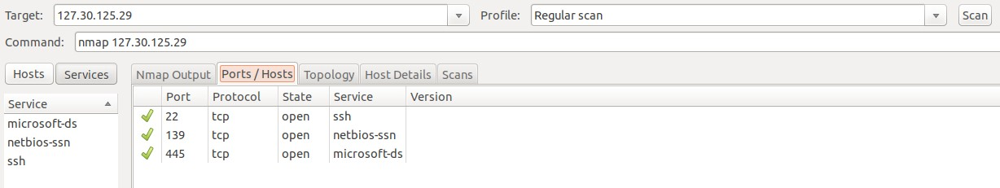 Target: 127.30.125.29 Profile: Regular scan Scan
Command: nmap 127.30.125.29
Hosts Services Nmap Output Ports / Hosts Topology Host Details Scans
Service Port Protocol State Service Version
microsoft-ds 22 tcp open ssh
netbios-ssn 139 tcp open netbios-ssn
ssh 445 tcp open microsoft-ds